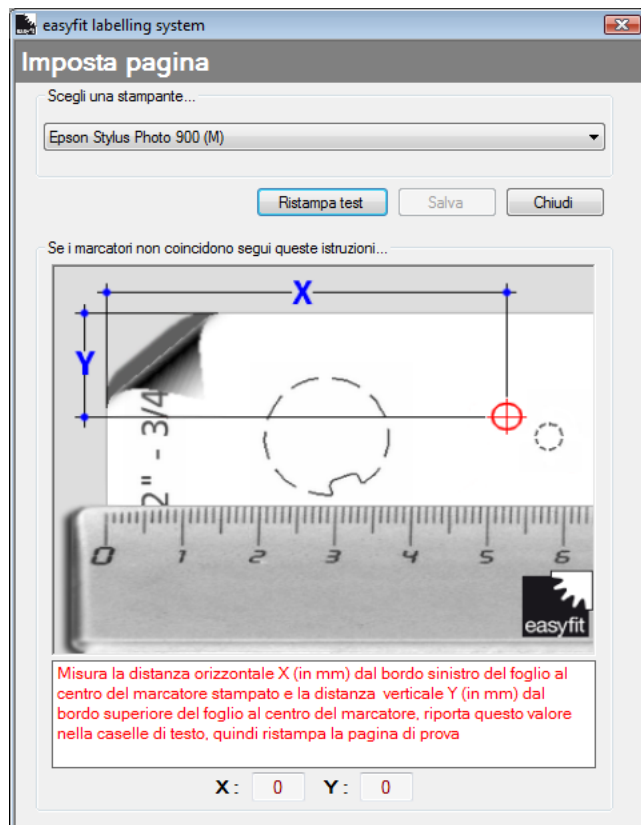 easyfit labelling system
Imposta pagina
Scegli una stampante...
Epson Stylus Photo 900 (M)
Ristampa test
Salva
Chiudi
Se i marcatori non coincidono segui queste istruzioni...
X
Y
2" - 3/4
0 1 2 3 4 5 6
easyfit
Misura la distanza orizzontale X (in mm) dal bordo sinistro del foglio al
centro del marcatore stampato e la distanza verticale Y (in mm) dal
bordo superiore del foglio al centro del marcatore, riporta questo valore
nella caselle di testo, quindi ristampa la pagina di prova
X : 0 Y : 0